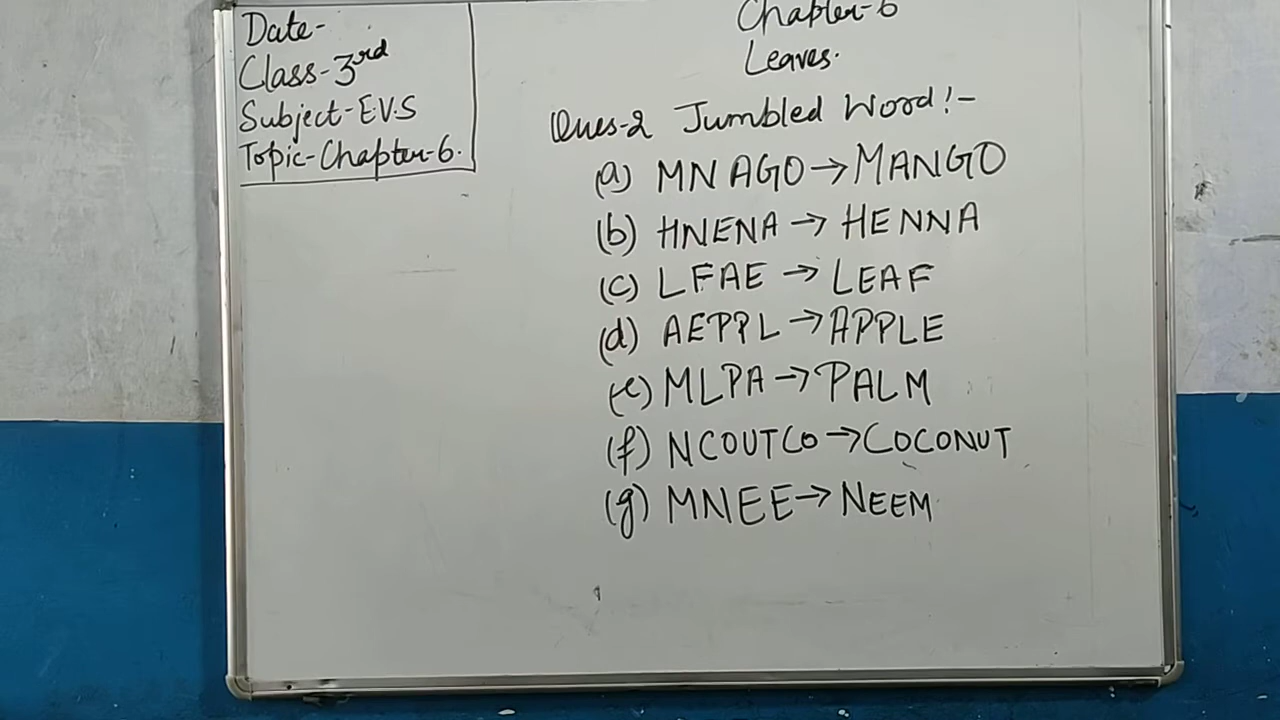 Date-
Class-3rd
Subject-E.V.S
Topic-Chapter-6.
Chapter-6
Leaves.
Ques-2 Jumbled Word!-
(a) MNAGO→MANGO
(b) HNENA→HENNA
(c) LFAE→LEAF
(d) AEPPL→APPLE
(e) MLPA→PALM
(f) NCOUTCO→COCONUT
(g) MNEE→NEEM